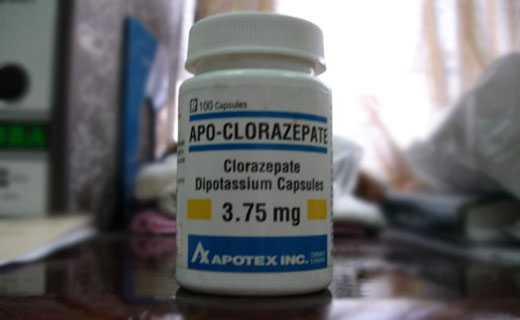 P 100 Capsules
APO-CLORAZEPATE
Clorazepate
Dipotassium Capsules
3.75 mg
APOTEX INC.